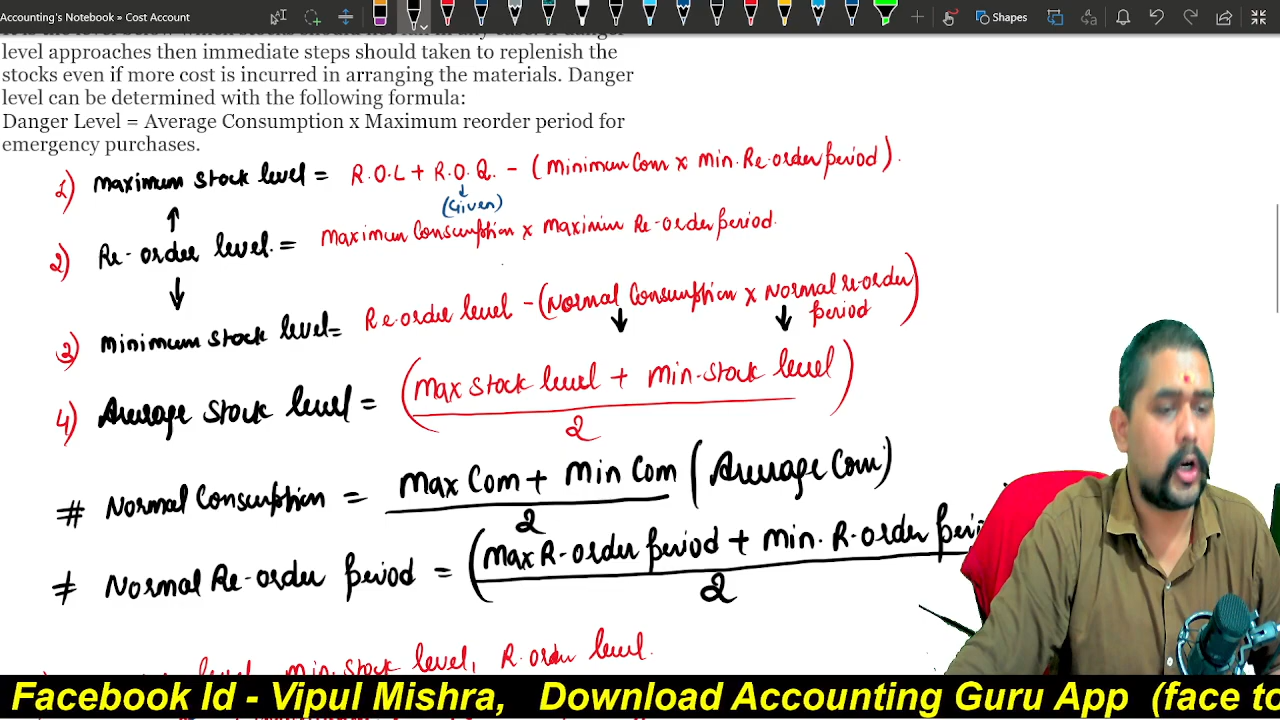 Accounting's Notebook » Cost Account
Shapes
level approaches then immediate steps should taken to replenish the
stocks even if more cost is incurred in arranging the materials. Danger
level can be determined with the following formula:
Danger Level = Average Consumption x Maximum reorder period for
emergency purchases.
1) Maximum Stock level = R.O.L + R.O.Q. - (Minimum Com x Min. Re-order period).
(Given)
2) Re-order level. = Maximum Consumption x Maximum Re-order period.
3) Minimum Stock level = Re-order level - (Normal Consumption x Normal re-order period)
4) Average Stock level = (Max Stock level + Min-Stock level)
2
# Normal Consumption = Max Com + Min Com (Average Com)
2
# Normal Re-order period = (Max R-order period + Min. R-order
2
level, Min. Stock level, R-order level.
Facebook Id - Vipul Mishra, Download Accounting Guru App (face to